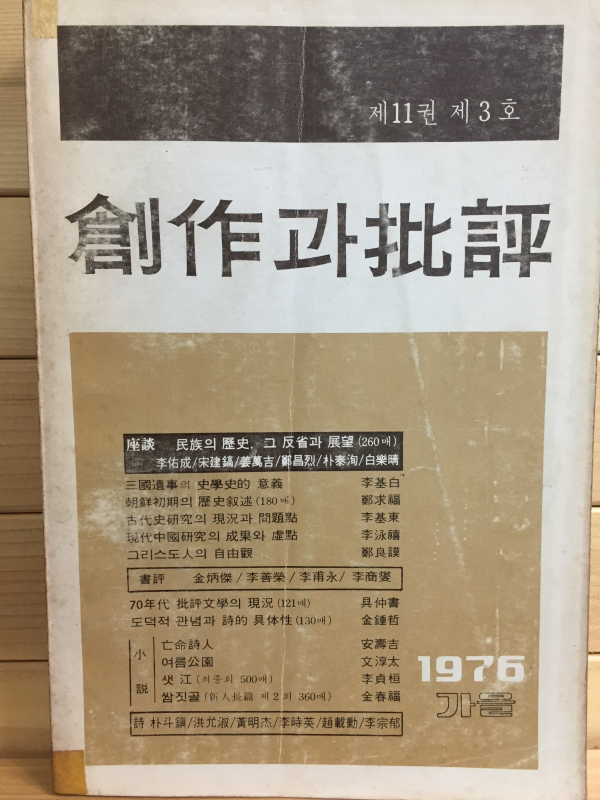 제11권 제3호
創作과批評
座談 民族의 歷史, 그 反省과 展望 (260매)
李佑成/宋建鎬/姜萬吉/鄭昌烈/朴泰洵/白樂晴
三國遺事의 史學史的 意義 李基白
朝鮮初期의 歷史叙述 (180매) 鄭求福
古代史硏究의 現況과 問題點 李基東
現代中國硏究의 成果와 虛點 李泳禧
그리스도人의 自由觀 鄭良謨
書評 金炳傑/李善榮/李甫永/李商燮
70年代 批評文學의 現況 (121매) 具仲書
도덕적 관념과 詩的 具体性 (130매) 金鍾哲
小説
亡命詩人 安壽吉
여름公園 文淳太
샛江 (최종회 500매) 李貞桓
쌈짓골 (新人長篇 제2회 360매) 金春福
詩 朴斗鎭/洪允淑/黃明杰/李時英/趙載勳/李宗郁
1976
가을